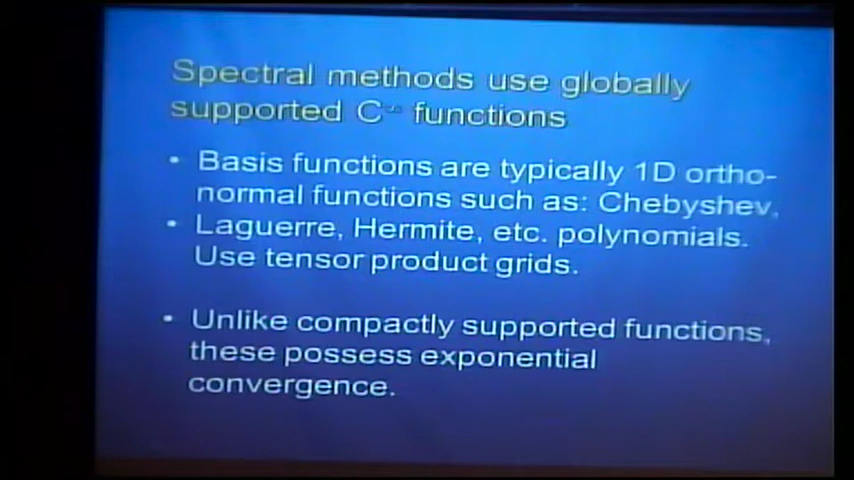 Spectral methods use globally
supported C functions
• Basis functions are typically 1D ortho-
normal functions such as: Chebyshev,
• Laguerre, Hermite, etc. polynomials.
Use tensor product grids.
• Unlike compactly supported functions,
these possess exponential
convergence.